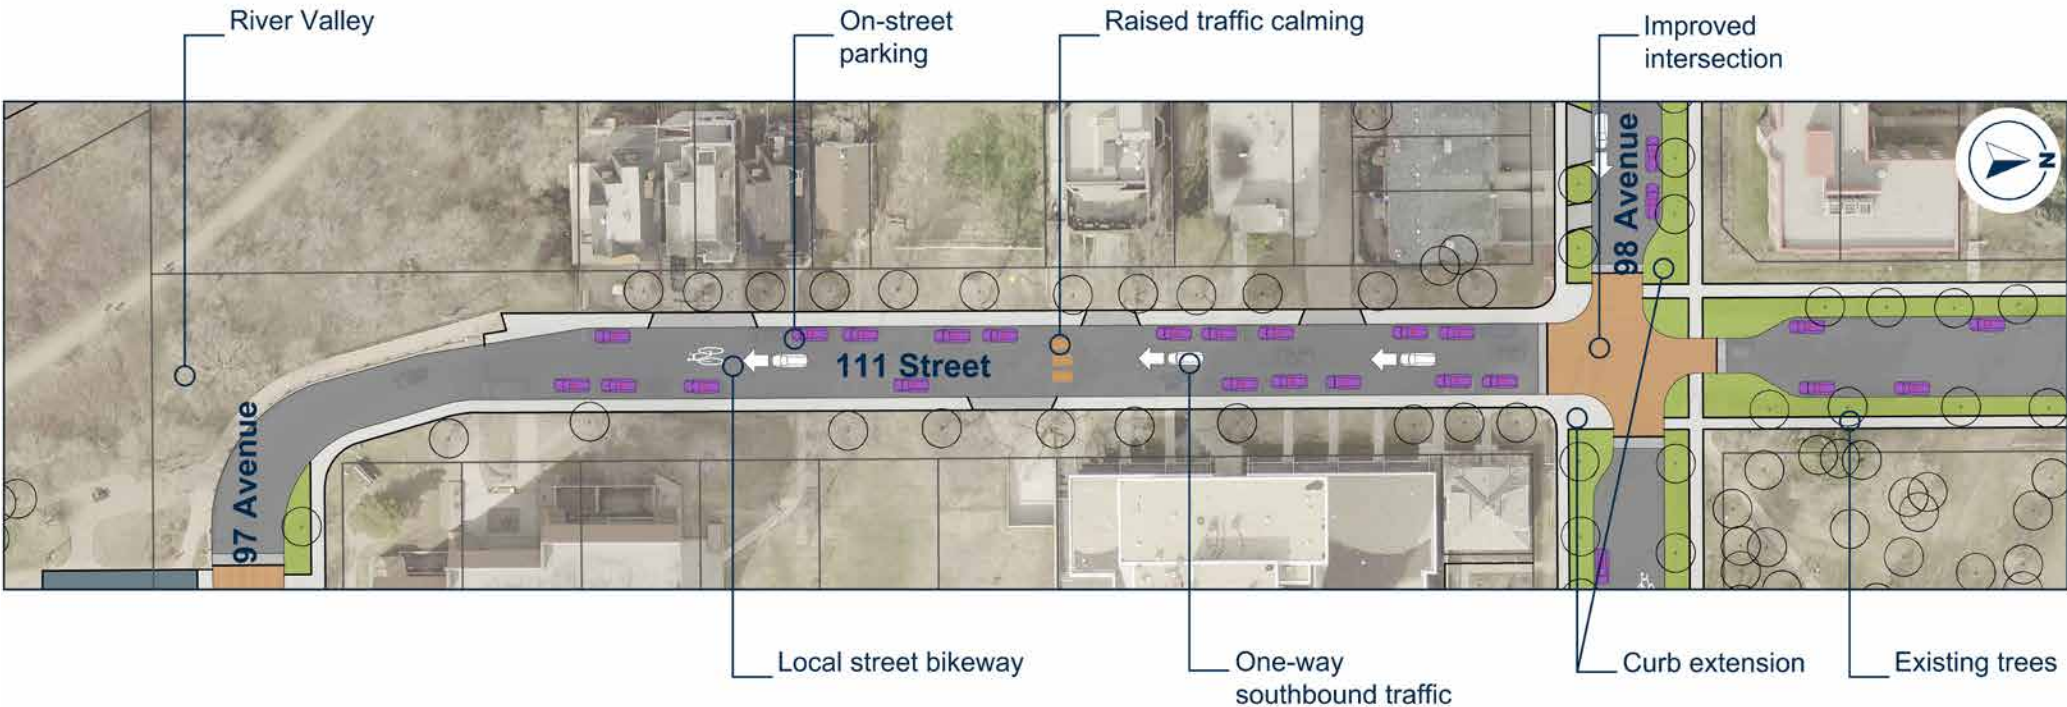 River Valley
On-street
parking
Raised traffic calming
Improved
intersection
98 Avenue
N
111 Street
97 Avenue
Local street bikeway
One-way
southbound traffic
Curb extension
Existing trees